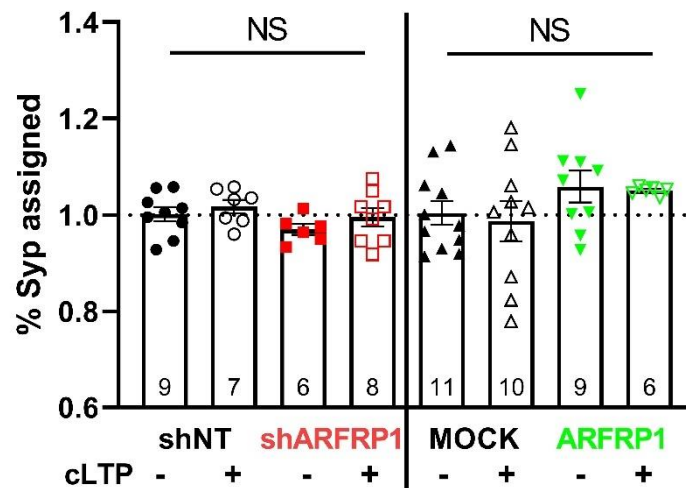 NS NS
1.4
1.2
1.0
0.8
0.6
% Syp assigned
9 7 6 8 11 10 9 6
shNT shARFRP1 MOCK ARFRP1
cLTP - + - + - + - +